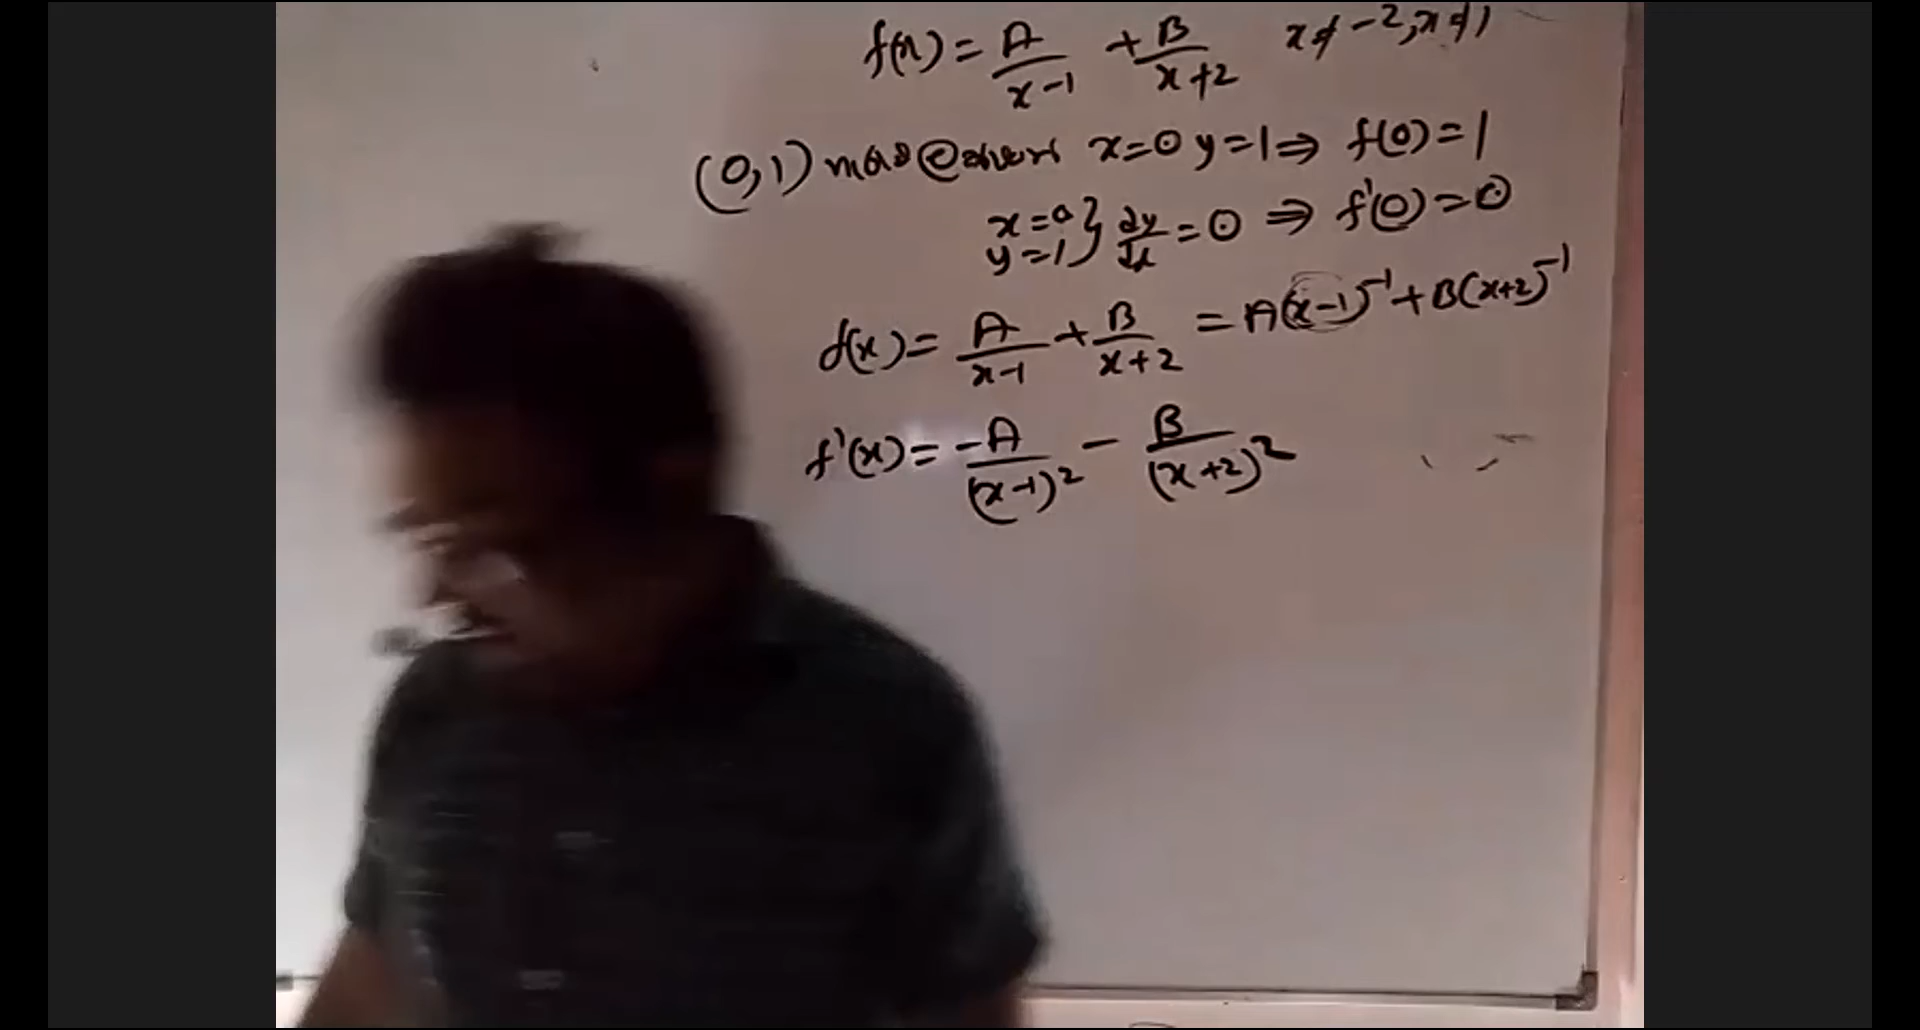 f(x) = A/(x-1) + B/(x+2) x ≠ -2, x ≠ 1
(0,1) x=0 y=1 ⇒ f(0)=1
x=0 y=1 } dy/dx = 0 ⇒ f'(0) = 0
f(x) = A/(x-1) + B/(x+2) = A(x-1)⁻¹ + B(x+2)⁻¹
f'(x) = -A/(x-1)² - B/(x+2)²